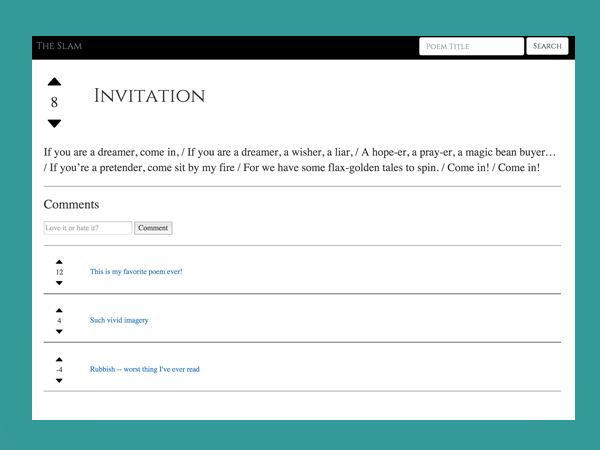 The Slam
Poem Title
Search
8
Invitation
If you are a dreamer, come in, / If you are a dreamer, a wisher, a liar, / A hope-er, a pray-er, a magic bean buyer…
/ If you’re a pretender, come sit by my fire / For we have some flax-golden tales to spin. / Come in! / Come in!
Comments
Love it or hate it?
Comment
12
This is my favorite poem ever!
4
Such vivid imagery
-4
Rubbish -- worst thing I've ever read